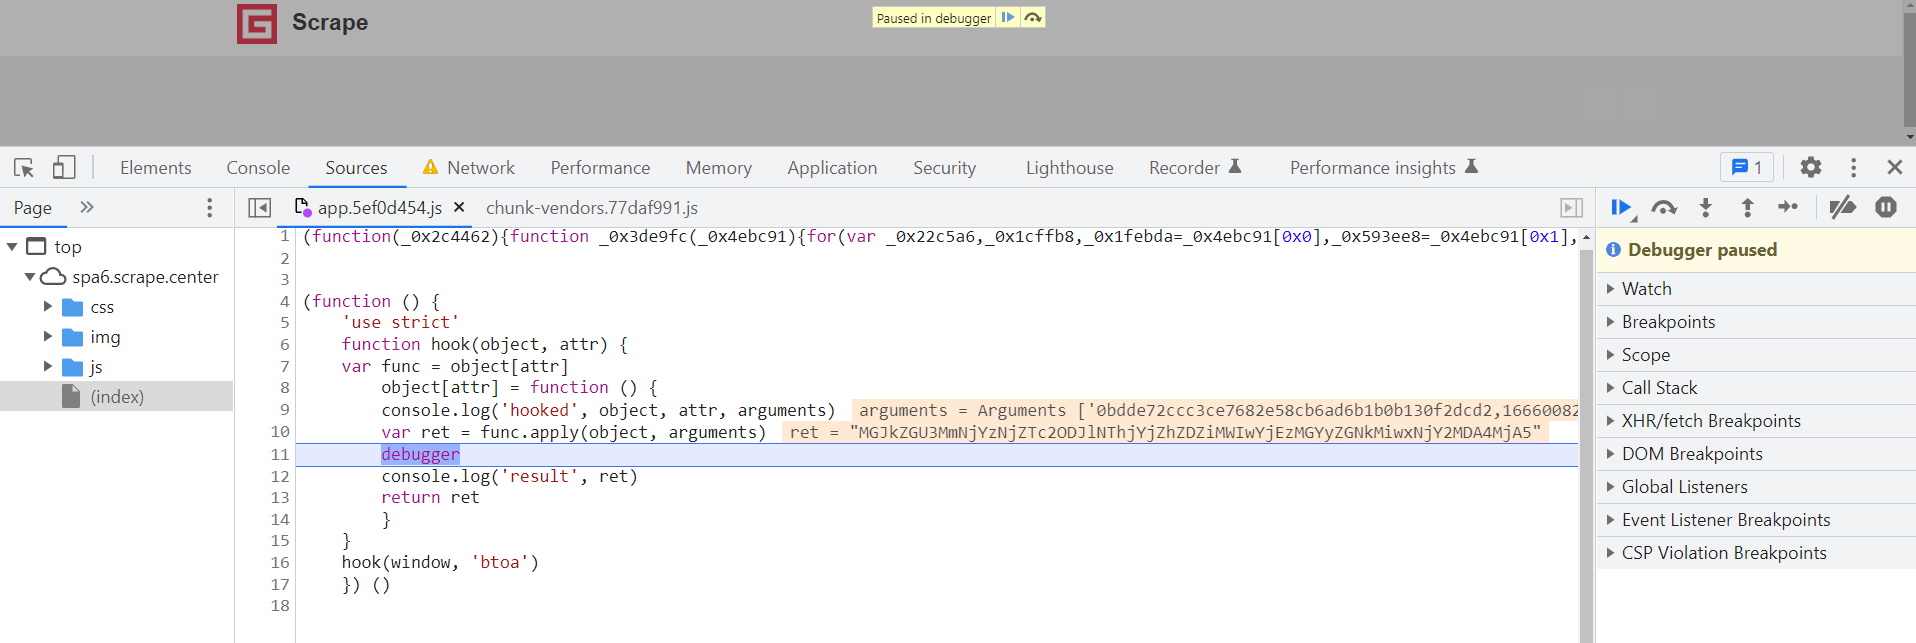 Scrape
Paused in debugger
Elements Console Sources Network Performance Memory Application Security Lighthouse Recorder Performance insights 1
Page
app.5ef0d454.js × chunk-vendors.77daf991.js
top
spa6.scrape.center
css
img
js
(index)
1 (function(_0x2c4462){function _0x3de9fc(_0x4ebc91){for(var _0x22c5a6,_0x1cffb8,_0x1febda=_0x4ebc91[0x0],_0x593ee8=_0x4ebc91[0x1],
2
3
4 (function () {
5 'use strict'
6 function hook(object, attr) {
7 var func = object[attr]
8 object[attr] = function () {
9 console.log('hooked', object, attr, arguments) arguments = Arguments ['0bdde72ccc3ce7682e58cb6ad6b1b0b130f2dcd2,16660082
10 var ret = func.apply(object, arguments) ret = "MGJkZGU3MmNjYzNjZTc2ODJlNThjYjZhZDZiMWIwYjEzMGYyZGNkMiwxNjY2MDA4MjA5"
11 debugger
12 console.log('result', ret)
13 return ret
14 }
15 }
16 hook(window, 'btoa')
17 }) ()
18
Debugger paused
Watch
Breakpoints
Scope
Call Stack
XHR/fetch Breakpoints
DOM Breakpoints
Global Listeners
Event Listener Breakpoints
CSP Violation Breakpoints